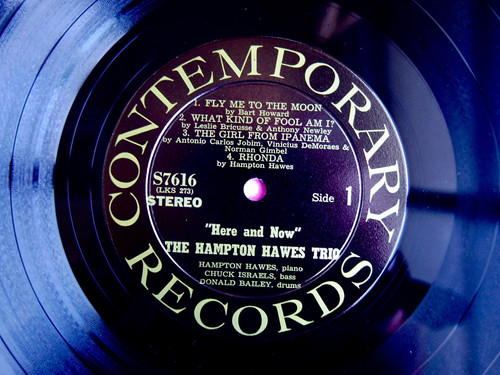 CONTEMPORARY
1. FLY ME TO THE MOON
by Bart Howard
2. WHAT KIND OF FOOL AM I?
by Leslie Bricusse & Anthony Newley
3. THE GIRL FROM IPANEMA
by Antonio Carlos Jobim, Vinicius DeMoraes &
Norman Gimbel
4. RHONDA
by Hampton Hawes
S7616
(LKS 273)
STEREO
Side 1
"Here and Now"
THE HAMPTON HAWES TRIO
HAMPTON HAWES, piano
CHUCK ISRAELS, bass
DONALD BAILEY, drums
RECORDS